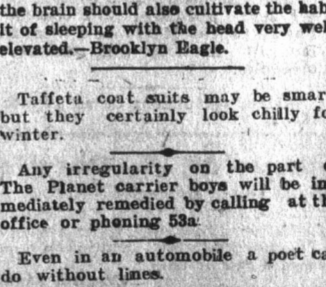 the brain should also cultivate the hab
it of sleeping with the head very wel
elevated.—Brooklyn Eagle.
Taffeta coat suits may be smar
but they certainly look chilly fo
winter.
Any irregularity on the part o
The Planet carrier boys will be im
mediately remedied by calling at th
office or phoning 53a
Even in an automobile a poet ca
do without lines.